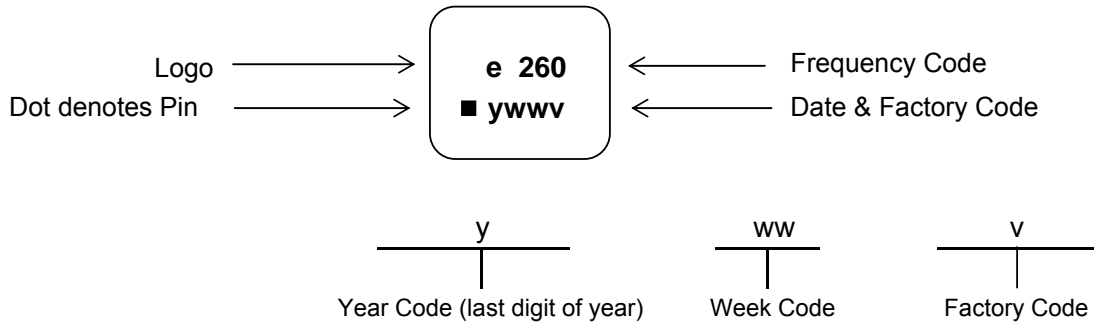 Logo
e 260
Frequency Code
Dot denotes Pin
■ ywwv
Date & Factory Code
y
ww
v
Year Code (last digit of year)
Week Code
Factory Code